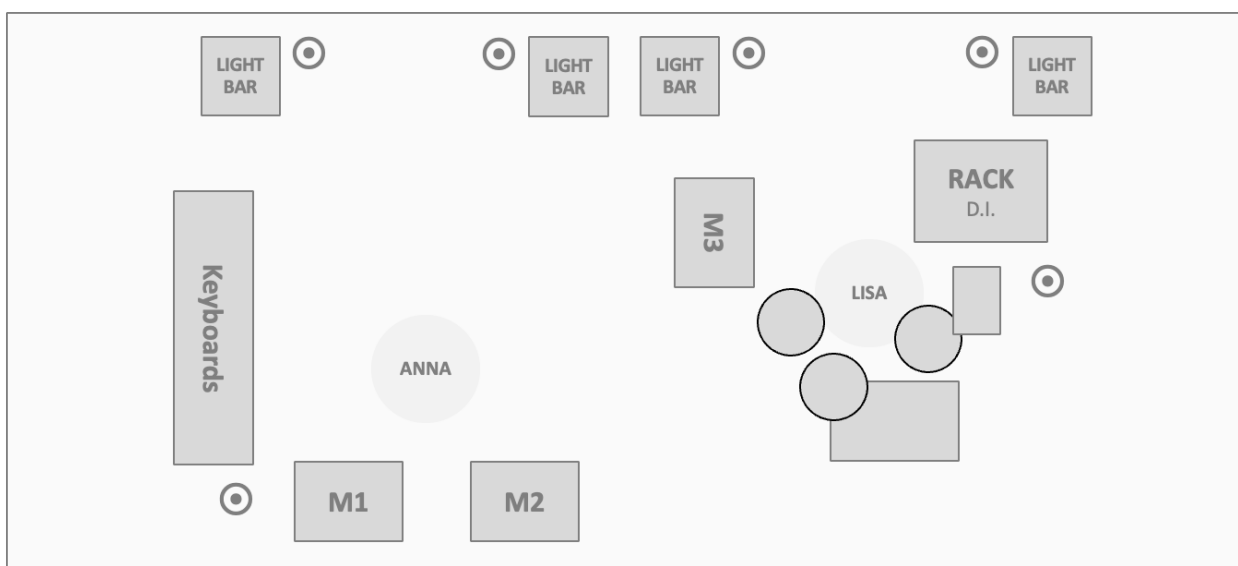 LIGHT
BAR
LIGHT
BAR
LIGHT
BAR
LIGHT
BAR
RACK
D.I.
M3
Keyboards
LISA
ANNA
M1
M2